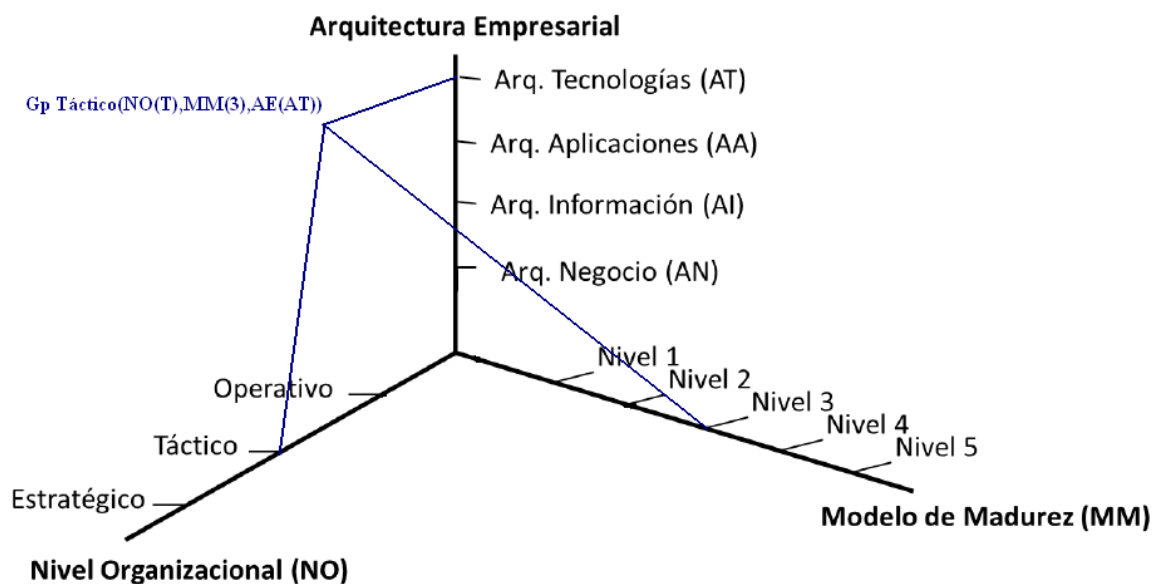 Arquitectura Empresarial
Arq. Tecnologías (AT)
Gp Táctico(NO(T),MM(3),AE(AT))
Arq. Aplicaciones (AA)
Arq. Información (AI)
Arq. Negocio (AN)
Nivel 1
Nivel 2
Nivel 3
Nivel 4
Nivel 5
Operativo
Táctico
Estratégico
Modelo de Madurez (MM)
Nivel Organizacional (NO)